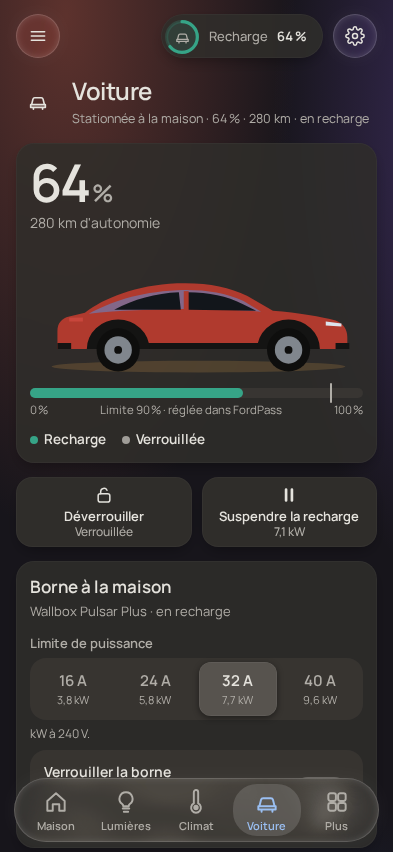 Recharge 64 %
Voiture
Stationnée à la maison · 64 % · 280 km · en recharge
64 %
280 km d'autonomie
0 % Limite 90 % · réglée dans FordPass 100 %
Recharge Verrouillée
Déverrouiller Suspendre la recharge
Verrouillée 7,1 kW
Borne à la maison
Wallbox Pulsar Plus · en recharge
Limite de puissance
16 A 24 A 32 A 40 A
3,8 kW 5,8 kW 7,7 kW 9,6 kW
kW à 240 V.
Verrouiller la borne
Maison Lumières Climat Voiture Plus